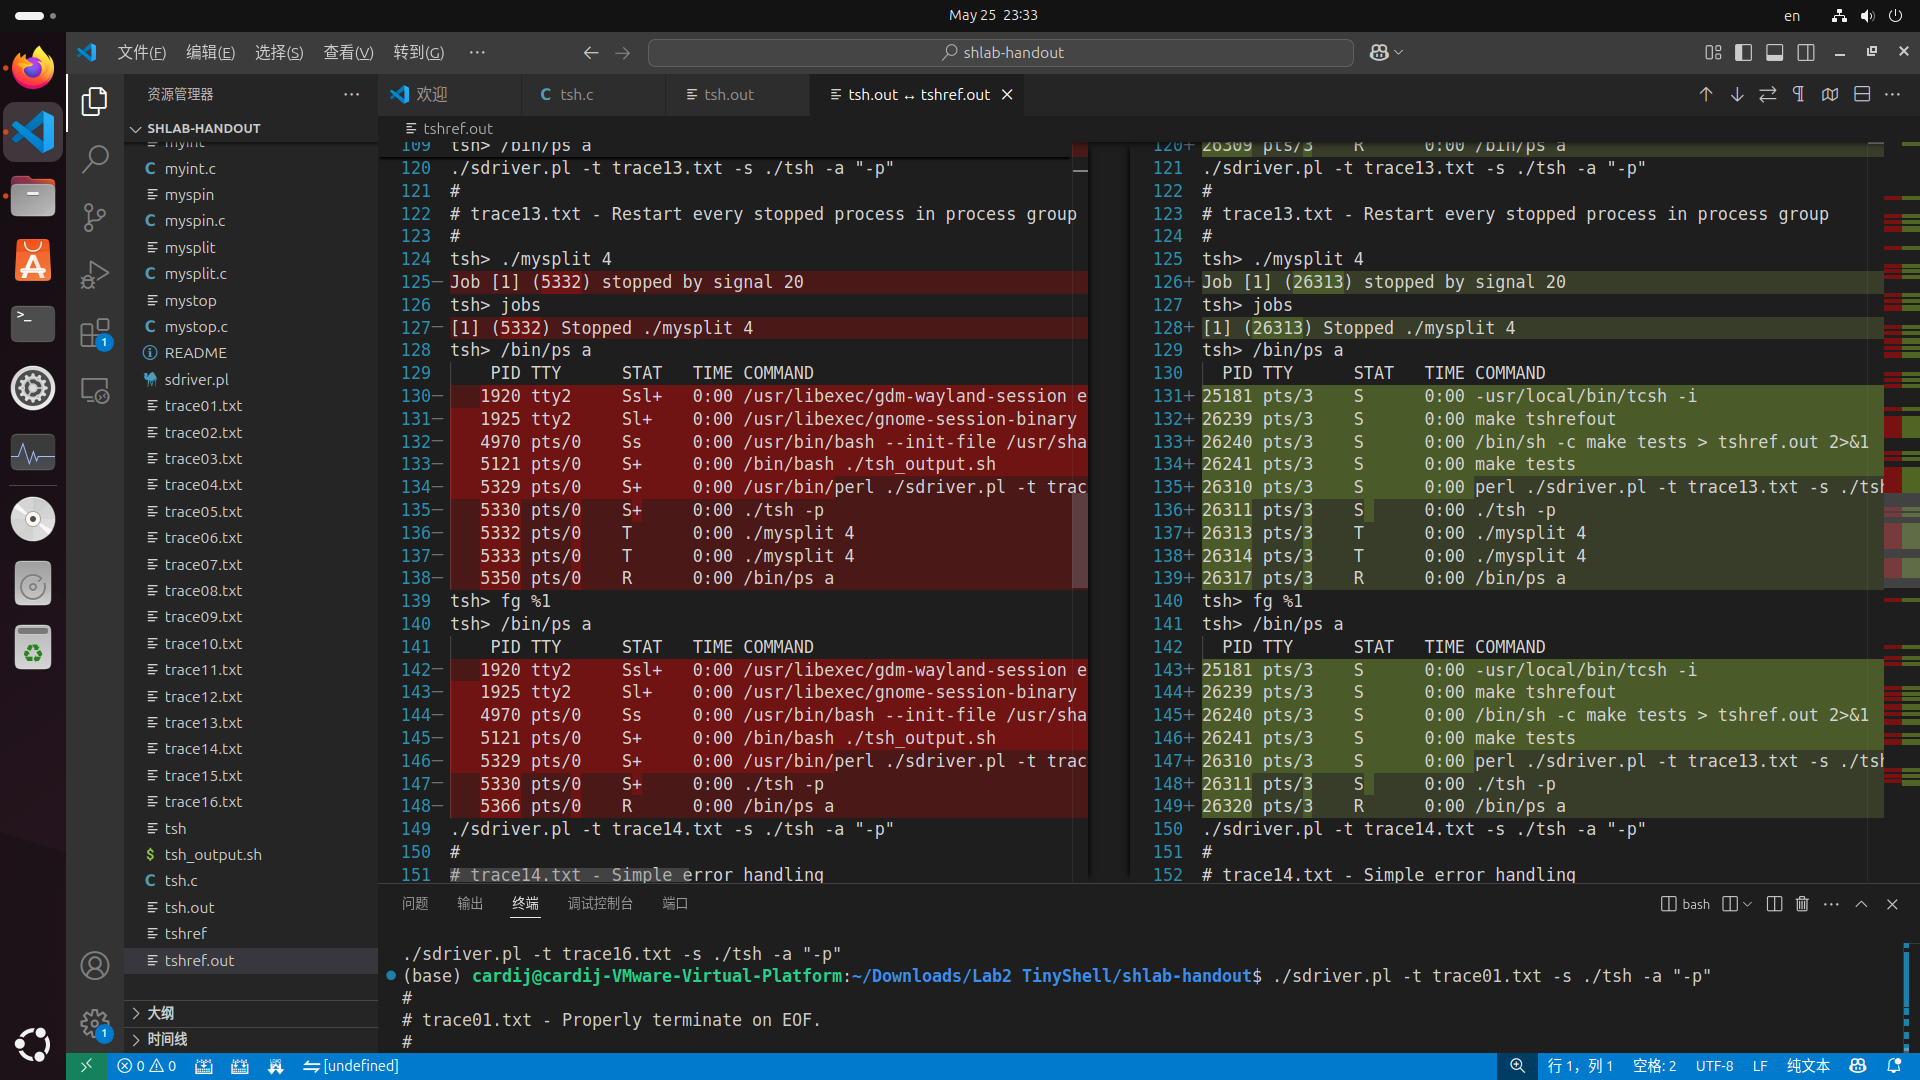 May 25 23:33
en
文件(F) 编辑(E) 选择(S) 查看(V) 转到(G) ···
shlab-handout
资源管理器
欢迎
tsh.c
tsh.out
tsh.out ↔ tshref.out
SHLAB-HANDOUT
tshref.out
myint
myint.c
myspin
myspin.c
mysplit
mysplit.c
mystop
mystop.c
README
sdriver.pl
trace01.txt
trace02.txt
trace03.txt
trace04.txt
trace05.txt
trace06.txt
trace07.txt
trace08.txt
trace09.txt
trace10.txt
trace11.txt
trace12.txt
trace13.txt
trace14.txt
trace15.txt
trace16.txt
tsh
tsh_output.sh
tsh.c
tsh.out
tshref
tshref.out
大纲
时间线
1
1
109 tsh> /bin/ps a
120 ./sdriver.pl -t trace13.txt -s ./tsh -a "-p"
121 #
122 # trace13.txt - Restart every stopped process in process group
123 #
124 tsh> ./mysplit 4
125− Job [1] (5332) stopped by signal 20
126 tsh> jobs
127− [1] (5332) Stopped ./mysplit 4
128 tsh> /bin/ps a
129 PID TTY STAT TIME COMMAND
130− 1920 tty2 Ssl+ 0:00 /usr/libexec/gdm-wayland-session e
131− 1925 tty2 Sl+ 0:00 /usr/libexec/gnome-session-binary
132− 4970 pts/0 Ss 0:00 /usr/bin/bash --init-file /usr/sha
133− 5121 pts/0 S+ 0:00 /bin/bash ./tsh_output.sh
134− 5329 pts/0 S+ 0:00 /usr/bin/perl ./sdriver.pl -t trac
135− 5330 pts/0 S+ 0:00 ./tsh -p
136− 5332 pts/0 T 0:00 ./mysplit 4
137− 5333 pts/0 T 0:00 ./mysplit 4
138− 5350 pts/0 R 0:00 /bin/ps a
139 tsh> fg %1
140 tsh> /bin/ps a
141 PID TTY STAT TIME COMMAND
142− 1920 tty2 Ssl+ 0:00 /usr/libexec/gdm-wayland-session e
143− 1925 tty2 Sl+ 0:00 /usr/libexec/gnome-session-binary
144− 4970 pts/0 Ss 0:00 /usr/bin/bash --init-file /usr/sha
145− 5121 pts/0 S+ 0:00 /bin/bash ./tsh_output.sh
146− 5329 pts/0 S+ 0:00 /usr/bin/perl ./sdriver.pl -t trac
147− 5330 pts/0 S+ 0:00 ./tsh -p
148− 5366 pts/0 R 0:00 /bin/ps a
149 ./sdriver.pl -t trace14.txt -s ./tsh -a "-p"
150 #
151 # trace14.txt - Simple error handling
120+ 26309 pts/3 R 0:00 /bin/ps a
121 ./sdriver.pl -t trace13.txt -s ./tsh -a "-p"
122 #
123 # trace13.txt - Restart every stopped process in process group
124 #
125 tsh> ./mysplit 4
126+ Job [1] (26313) stopped by signal 20
127 tsh> jobs
128+ [1] (26313) Stopped ./mysplit 4
129 tsh> /bin/ps a
130 PID TTY STAT TIME COMMAND
131+ 25181 pts/3 S 0:00 -usr/local/bin/tcsh -i
132+ 26239 pts/3 S 0:00 make tshrefout
133+ 26240 pts/3 S 0:00 /bin/sh -c make tests > tshref.out 2>&1
134+ 26241 pts/3 S 0:00 make tests
135+ 26310 pts/3 S 0:00 perl ./sdriver.pl -t trace13.txt -s ./tsh
136+ 26311 pts/3 S 0:00 ./tsh -p
137+ 26313 pts/3 T 0:00 ./mysplit 4
138+ 26314 pts/3 T 0:00 ./mysplit 4
139+ 26317 pts/3 R 0:00 /bin/ps a
140 tsh> fg %1
141 tsh> /bin/ps a
142 PID TTY STAT TIME COMMAND
143+ 25181 pts/3 S 0:00 -usr/local/bin/tcsh -i
144+ 26239 pts/3 S 0:00 make tshrefout
145+ 26240 pts/3 S 0:00 /bin/sh -c make tests > tshref.out 2>&1
146+ 26241 pts/3 S 0:00 make tests
147+ 26310 pts/3 S 0:00 perl ./sdriver.pl -t trace13.txt -s ./tsh
148+ 26311 pts/3 S 0:00 ./tsh -p
149+ 26320 pts/3 R 0:00 /bin/ps a
150 ./sdriver.pl -t trace14.txt -s ./tsh -a "-p"
151 #
152 # trace14.txt - Simple error handling
问题 输出 终端 调试控制台 端口
bash
./sdriver.pl -t trace16.txt -s ./tsh -a "-p"
(base) cardij@cardij-VMware-Virtual-Platform:~/Downloads/Lab2 TinyShell/shlab-handout$ ./sdriver.pl -t trace01.txt -s ./tsh -a "-p"
#
# trace01.txt - Properly terminate on EOF.
#
0 0 [undefined] 行 1，列 1 空格: 2 UTF-8 LF 纯文本